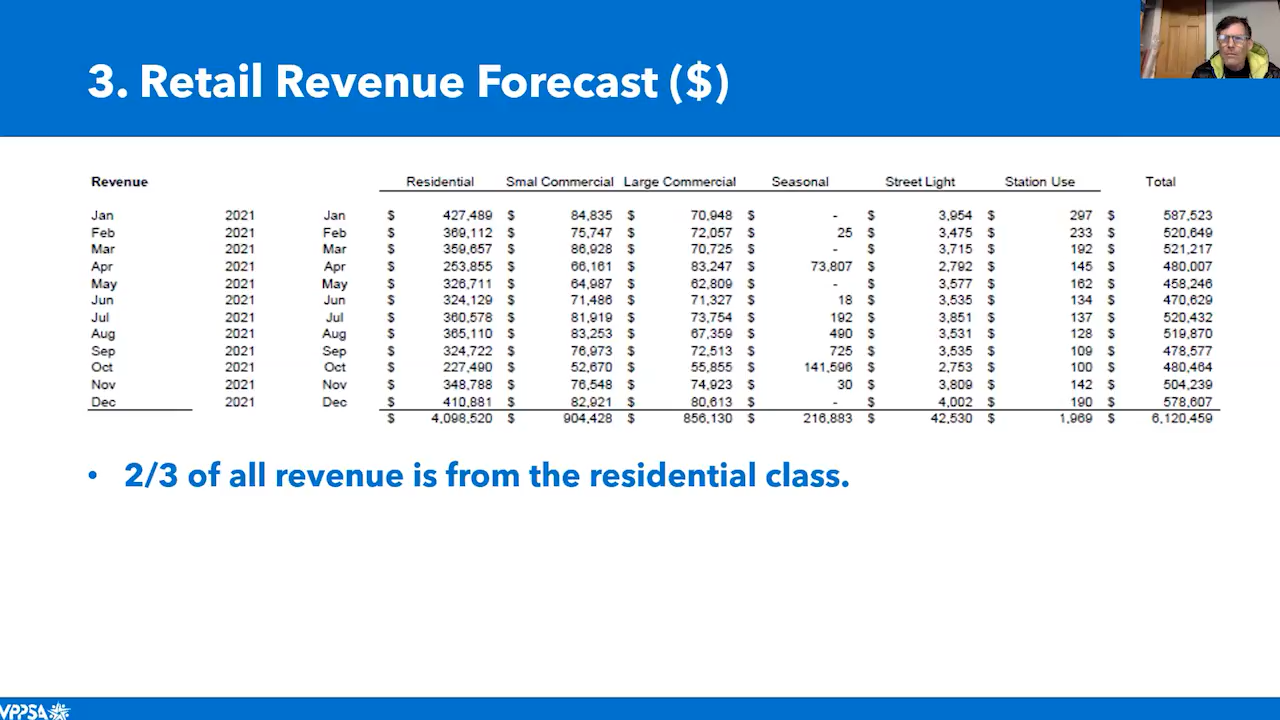 3. Retail Revenue Forecast ($)
Revenue Residential Smal Commercial Large Commercial Seasonal Street Light Station Use Total
Jan 2021 Jan $ 427,489 $ 84,835 $ 70,948 $ - $ 3,954 $ 297 $ 587,523
Feb 2021 Feb $ 369,112 $ 75,747 $ 72,057 $ 25 $ 3,475 $ 233 $ 520,649
Mar 2021 Mar $ 359,657 $ 86,928 $ 70,725 $ - $ 3,715 $ 192 $ 521,217
Apr 2021 Apr $ 253,855 $ 66,161 $ 83,247 $ 73,807 $ 2,792 $ 145 $ 480,007
May 2021 May $ 326,711 $ 64,987 $ 62,809 $ - $ 3,577 $ 162 $ 458,246
Jun 2021 Jun $ 324,129 $ 71,486 $ 71,327 $ 18 $ 3,535 $ 134 $ 470,629
Jul 2021 Jul $ 360,578 $ 81,919 $ 73,754 $ 192 $ 3,851 $ 137 $ 520,432
Aug 2021 Aug $ 365,110 $ 83,253 $ 67,359 $ 490 $ 3,531 $ 128 $ 519,870
Sep 2021 Sep $ 324,722 $ 76,973 $ 72,513 $ 725 $ 3,535 $ 109 $ 478,577
Oct 2021 Oct $ 227,490 $ 52,670 $ 55,855 $ 141,596 $ 2,753 $ 100 $ 480,464
Nov 2021 Nov $ 348,788 $ 76,548 $ 74,923 $ 30 $ 3,809 $ 142 $ 504,239
Dec 2021 Dec $ 410,881 $ 82,921 $ 80,613 $ - $ 4,002 $ 190 $ 578,607
$ 4,098,520 $ 904,428 $ 856,130 $ 216,883 $ 42,530 $ 1,969 $ 6,120,459
• 2/3 of all revenue is from the residential class.
VPPSA